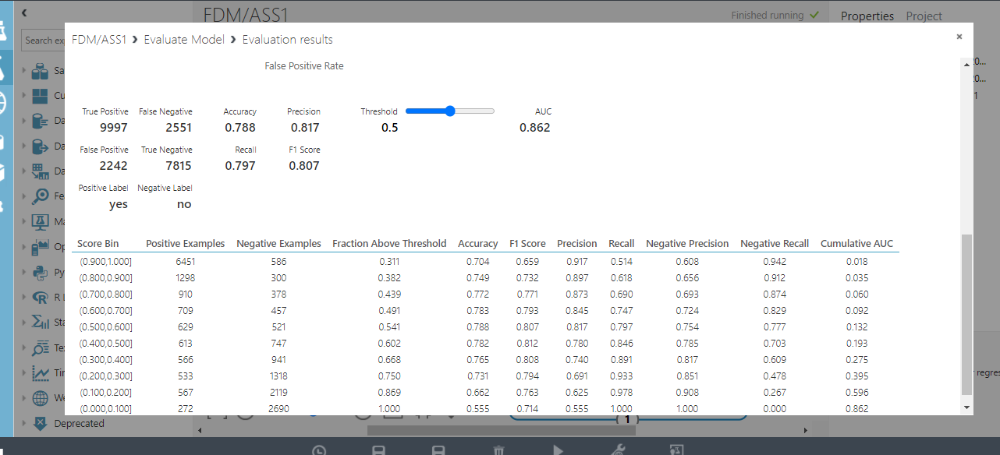 FDM/ASS1
Finished running
Properties Project
Search ex
FDM/ASS1 > Evaluate Model > Evaluation results
×
False Positive Rate
True Positive False Negative Accuracy Precision Threshold AUC
9997 2551 0.788 0.817 0.5 0.862
False Positive True Negative Recall F1 Score
2242 7815 0.797 0.807
Positive Label Negative Label
yes no
Score Bin Positive Examples Negative Examples Fraction Above Threshold Accuracy F1 Score Precision Recall Negative Precision Negative Recall Cumulative AUC
(0.900,1.000] 6451 586 0.311 0.704 0.659 0.917 0.514 0.608 0.942 0.018
(0.800,0.900] 1298 300 0.382 0.749 0.732 0.897 0.618 0.656 0.912 0.035
(0.700,0.800] 910 378 0.439 0.772 0.771 0.873 0.690 0.693 0.874 0.060
(0.600,0.700] 709 457 0.491 0.783 0.793 0.845 0.747 0.724 0.829 0.092
(0.500,0.600] 629 521 0.541 0.788 0.807 0.817 0.797 0.754 0.777 0.132
(0.400,0.500] 613 747 0.602 0.782 0.812 0.780 0.846 0.785 0.703 0.193
(0.300,0.400] 566 941 0.668 0.765 0.808 0.740 0.891 0.817 0.609 0.275
(0.200,0.300] 533 1318 0.750 0.731 0.794 0.691 0.933 0.851 0.478 0.395
(0.100,0.200] 567 2119 0.869 0.662 0.763 0.625 0.978 0.908 0.267 0.596
(0.000,0.100] 272 2690 1.000 0.555 0.714 0.555 1.000 1.000 0.000 0.862
Sa
Cu
Da
Da
Da
Fe
Ma
Op
Py
R L
Sta
Te
Tin
We
Deprecated
20...
20...
1
r regres
1